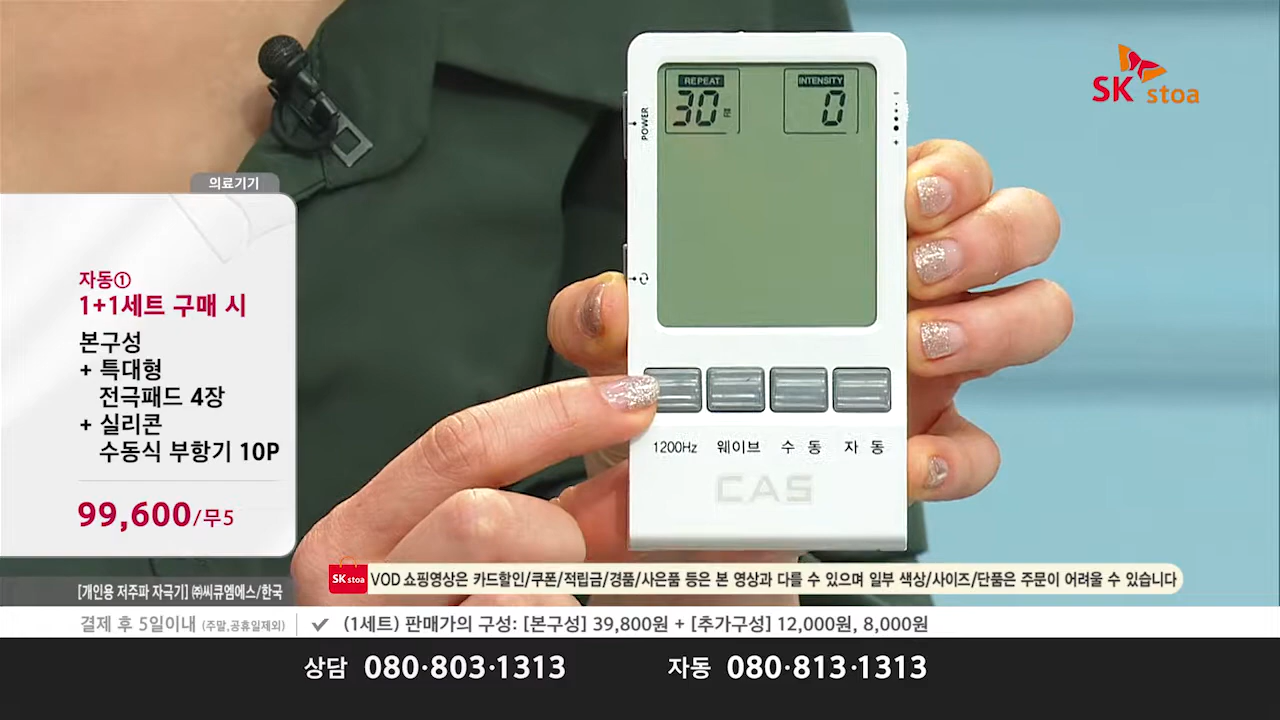 SK stoa
REPEAT
30
INTENSITY
0
POWER
1200Hz 웨이브 수 동 자 동
CAS
의료기기
자동①
1+1세트 구매 시
본구성
+ 특대형
전극패드 4장
+ 실리콘
수동식 부항기 10P
99,600/무5
[개인용 저주파 자극기] ㈜씨큐엠에스/한국
SK stoa VOD 쇼핑영상은 카드할인/쿠폰/적립금/경품/사은품 등은 본 영상과 다를 수 있으며 일부 색상/사이즈/단품은 주문이 어려울 수 있습니다
결제 후 5일이내 (주말,공휴일제외) (1세트) 판매가의 구성: [본구성] 39,800원 + [추가구성] 12,000원, 8,000원
상담 080·803·1313 자동 080·813·1313